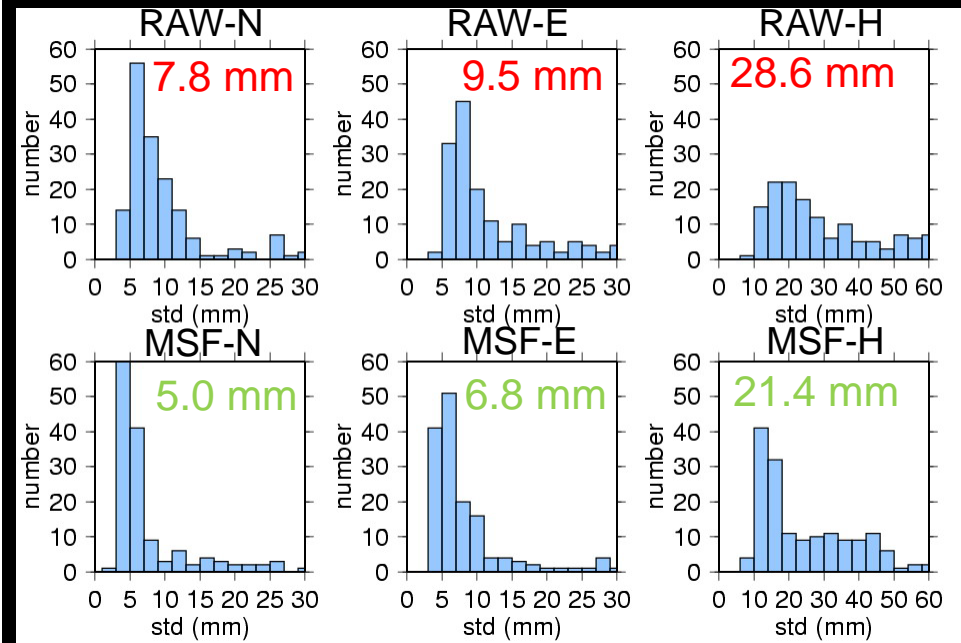 RAW-N
60
50
40
30
20
10
0
number
7.8 mm
0 5 10 15 20 25 30
std (mm)
RAW-E
60
50
40
30
20
10
0
number
9.5 mm
0 5 10 15 20 25 30
std (mm)
RAW-H
60
50
40
30
20
10
0
number
28.6 mm
0 10 20 30 40 50 60
std (mm)
MSF-N
60
50
40
30
20
10
0
number
5.0 mm
0 5 10 15 20 25 30
std (mm)
MSF-E
60
50
40
30
20
10
0
number
6.8 mm
0 5 10 15 20 25 30
std (mm)
MSF-H
60
50
40
30
20
10
0
number
21.4 mm
0 10 20 30 40 50 60
std (mm)